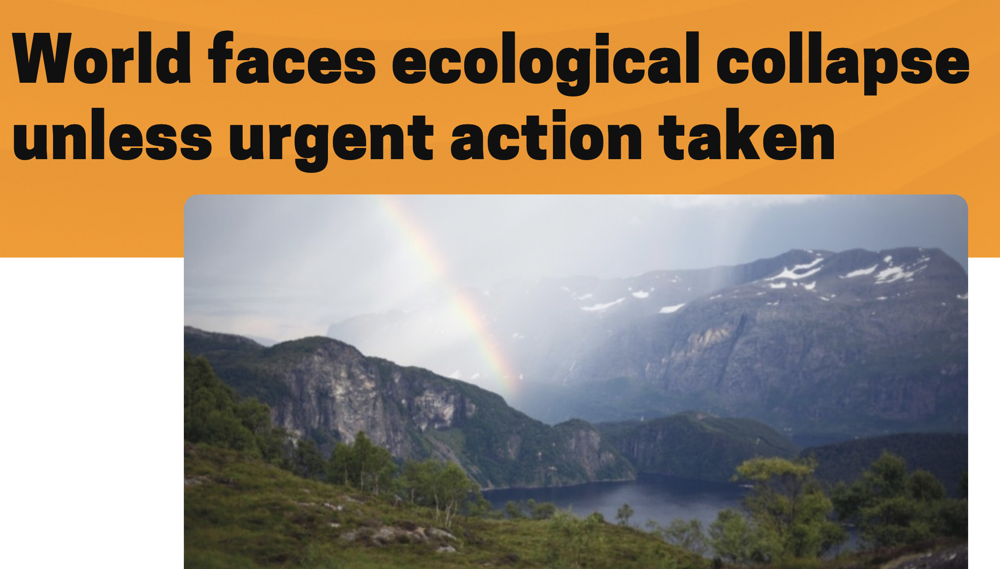 World faces ecological collapse
unless urgent action taken